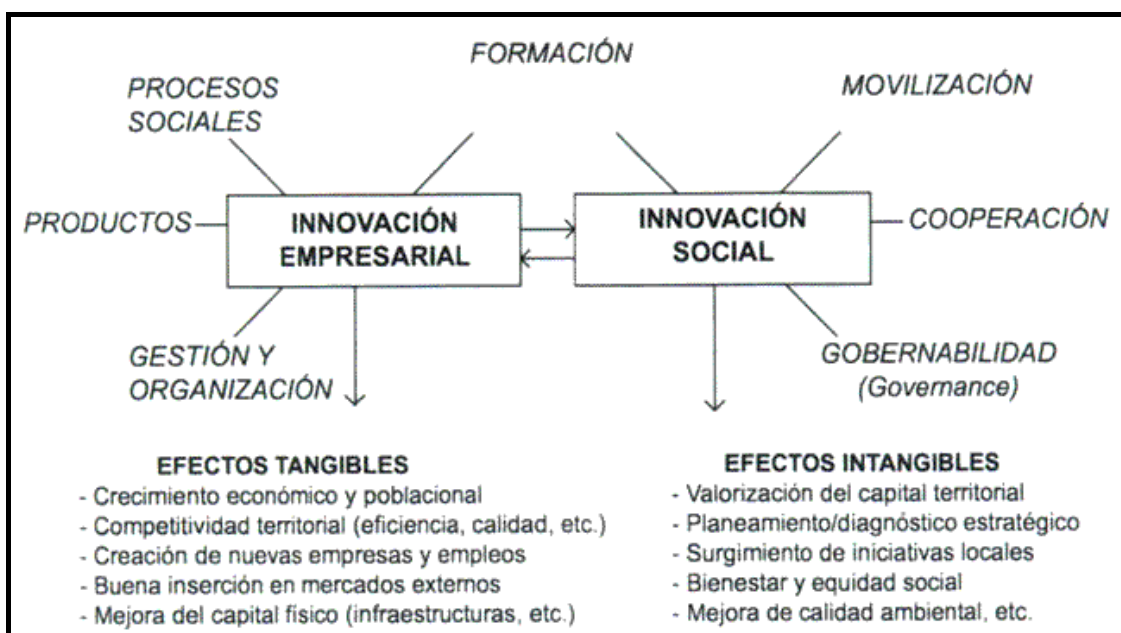 FORMACIÓN
PROCESOS
SOCIALES
MOVILIZACIÓN
PRODUCTOS
INNOVACIÓN
EMPRESARIAL
INNOVACIÓN
SOCIAL
COOPERACIÓN
GESTIÓN Y
ORGANIZACIÓN
GOBERNABILIDAD
(Governance)
EFECTOS TANGIBLES
- Crecimiento económico y poblacional
- Competitividad territorial (eficiencia, calidad, etc.)
- Creación de nuevas empresas y empleos
- Buena inserción en mercados externos
- Mejora del capital físico (infraestructuras, etc.)
EFECTOS INTANGIBLES
- Valorización del capital territorial
- Planeamiento/diagnóstico estratégico
- Surgimiento de iniciativas locales
- Bienestar y equidad social
- Mejora de calidad ambiental, etc.